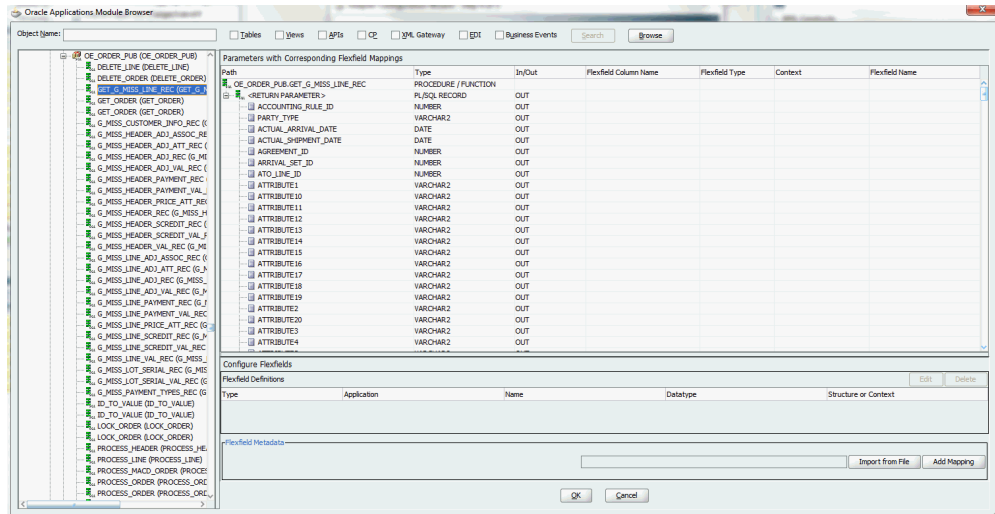 Oracle Applications Module Browser
Object Name: Tables Views APIs CP XML Gateway EDI Business Events Search Browse
OE_ORDER_PUB (OE_ORDER_PUB)
DELETE_LINE (DELETE_LINE)
DELETE_ORDER (DELETE_ORDER)
GET_G_MISS_LINE_REC (GET_G_M
GET_ORDER (GET_ORDER)
GET_ORDER (GET_ORDER)
G_MISS_CUSTOMER_INFO_REC (G
G_MISS_HEADER_ADJ_ASSOC_RE
G_MISS_HEADER_ADJ_ATT_REC (
G_MISS_HEADER_ADJ_REC (G_MI
G_MISS_HEADER_ADJ_VAL_REC (
G_MISS_HEADER_PAYMENT_REC
G_MISS_HEADER_PAYMENT_VAL_
G_MISS_HEADER_PRICE_ATT_REC
G_MISS_HEADER_REC (G_MISS_H
G_MISS_HEADER_SCREDIT_REC (
G_MISS_HEADER_SCREDIT_VAL_F
G_MISS_HEADER_VAL_REC (G_MI
G_MISS_LINE_ADJ_ASSOC_REC (
G_MISS_LINE_ADJ_ATT_REC (G_M
G_MISS_LINE_ADJ_REC (G_MISS_
G_MISS_LINE_ADJ_VAL_REC (G_M
G_MISS_LINE_PAYMENT_REC (G_M
G_MISS_LINE_PAYMENT_VAL_REC
G_MISS_LINE_PRICE_ATT_REC (G
G_MISS_LINE_SCREDIT_REC (G_M
G_MISS_LINE_SCREDIT_VAL_REC
G_MISS_LINE_VAL_REC (G_MISS_
G_MISS_LOT_SERIAL_REC (G_MIS
G_MISS_LOT_SERIAL_VAL_REC (G
G_MISS_PAYMENT_TYPES_REC (G
ID_TO_VALUE (ID_TO_VALUE)
ID_TO_VALUE (ID_TO_VALUE)
LOCK_ORDER (LOCK_ORDER)
LOCK_ORDER (LOCK_ORDER)
PROCESS_HEADER (PROCESS_HE
PROCESS_LINE (PROCESS_LINE)
PROCESS_MACD_ORDER (PROCES
PROCESS_ORDER (PROCESS_ORD
PROCESS_ORDER (PROCESS_ORD
Parameters with Corresponding Flexfield Mappings
Path Type In/Out Flexfield Column Name Flexfield Type Context Flexfield Name
OE_ORDER_PUB.GET_G_MISS_LINE_REC PROCEDURE / FUNCTION
<RETURN PARAMETER> PL/SQL RECORD OUT
ACCOUNTING_RULE_ID NUMBER OUT
PARTY_TYPE VARCHAR2 OUT
ACTUAL_ARRIVAL_DATE DATE OUT
ACTUAL_SHIPMENT_DATE DATE OUT
AGREEMENT_ID NUMBER OUT
ARRIVAL_SET_ID NUMBER OUT
ATO_LINE_ID NUMBER OUT
ATTRIBUTE1 VARCHAR2 OUT
ATTRIBUTE10 VARCHAR2 OUT
ATTRIBUTE11 VARCHAR2 OUT
ATTRIBUTE12 VARCHAR2 OUT
ATTRIBUTE13 VARCHAR2 OUT
ATTRIBUTE14 VARCHAR2 OUT
ATTRIBUTE15 VARCHAR2 OUT
ATTRIBUTE16 VARCHAR2 OUT
ATTRIBUTE17 VARCHAR2 OUT
ATTRIBUTE18 VARCHAR2 OUT
ATTRIBUTE19 VARCHAR2 OUT
ATTRIBUTE2 VARCHAR2 OUT
ATTRIBUTE20 VARCHAR2 OUT
ATTRIBUTE3 VARCHAR2 OUT
ATTRIBUTE4 VARCHAR2 OUT
Configure Flexfields
Flexfield Definitions Edit Delete
Type Application Name Datatype Structure or Context
Flexfield Metadata
Import from File Add Mapping
OK Cancel